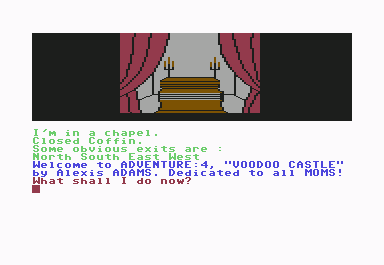 I'm in a chapel.
Closed Coffin.
Some obvious exits are :
North South East West
Welcome to ADVENTURE:4, "VOODOO CASTLE"
by Alexis ADAMS. Dedicated to all MOMS!
What shall I do now?